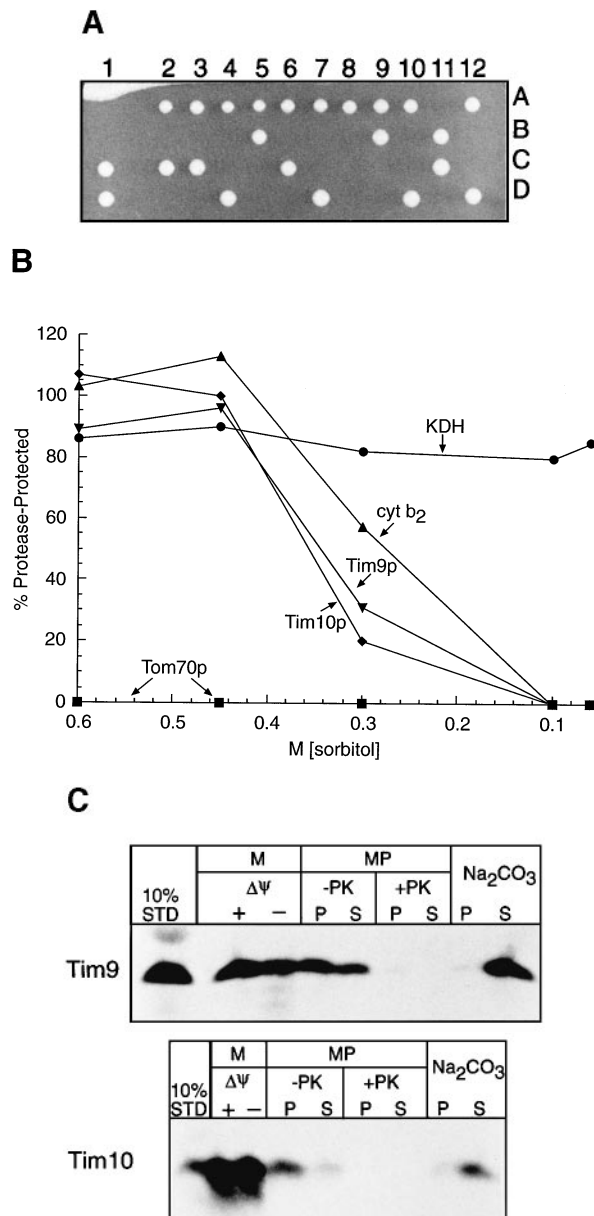 A
1 2 3 4 5 6 7 8 9 10 11 12
A
B
C
D
B
120
100
80
60
40
20
0
% Protease-Protected
KDH
cyt b2
Tim9p
Tim10p
Tom70p
0.6 0.5 0.4 0.3 0.2 0.1
M [sorbitol]
C
M MP Na2CO3
10% STD ΔΨ -PK +PK
+ − P S P S P S
Tim9
M MP Na2CO3
10% STD ΔΨ -PK +PK
+ − P S P S P S
Tim10